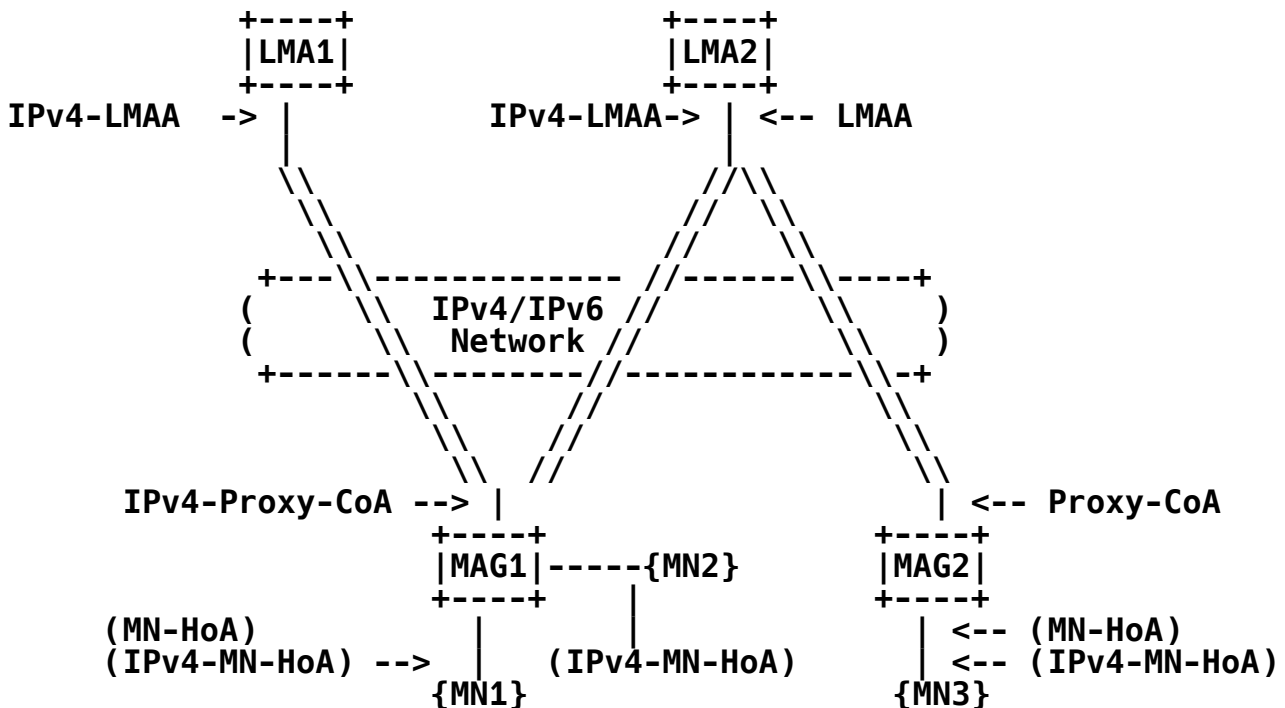 +----+                +----+
|LMA1|                |LMA2|
+----+                +----+
IPv4-LMAA  -> |          IPv4-LMAA-> | <-- LMAA
|                       |
\\                     //\\
\\                   //  \\
\\                 //    \\
+---\\------------- //------\\----+
(     \\  IPv4/IPv6 //        \\    )
(      \\  Network //          \\   )
+------\\--------//------------\\-+
\\      //              \\
\\    //                \\
\\  //                  \\
IPv4-Proxy-CoA --> |                       | <-- Proxy-CoA
+----+                 +----+
|MAG1|-----{MN2}       |MAG2|
+----+    |            +----+
(MN-HoA)           |       |              | <-- (MN-HoA)
(IPv4-MN-HoA) -->  |   (IPv4-MN-HoA)      | <-- (IPv4-MN-HoA)
{MN1}                   {MN3}